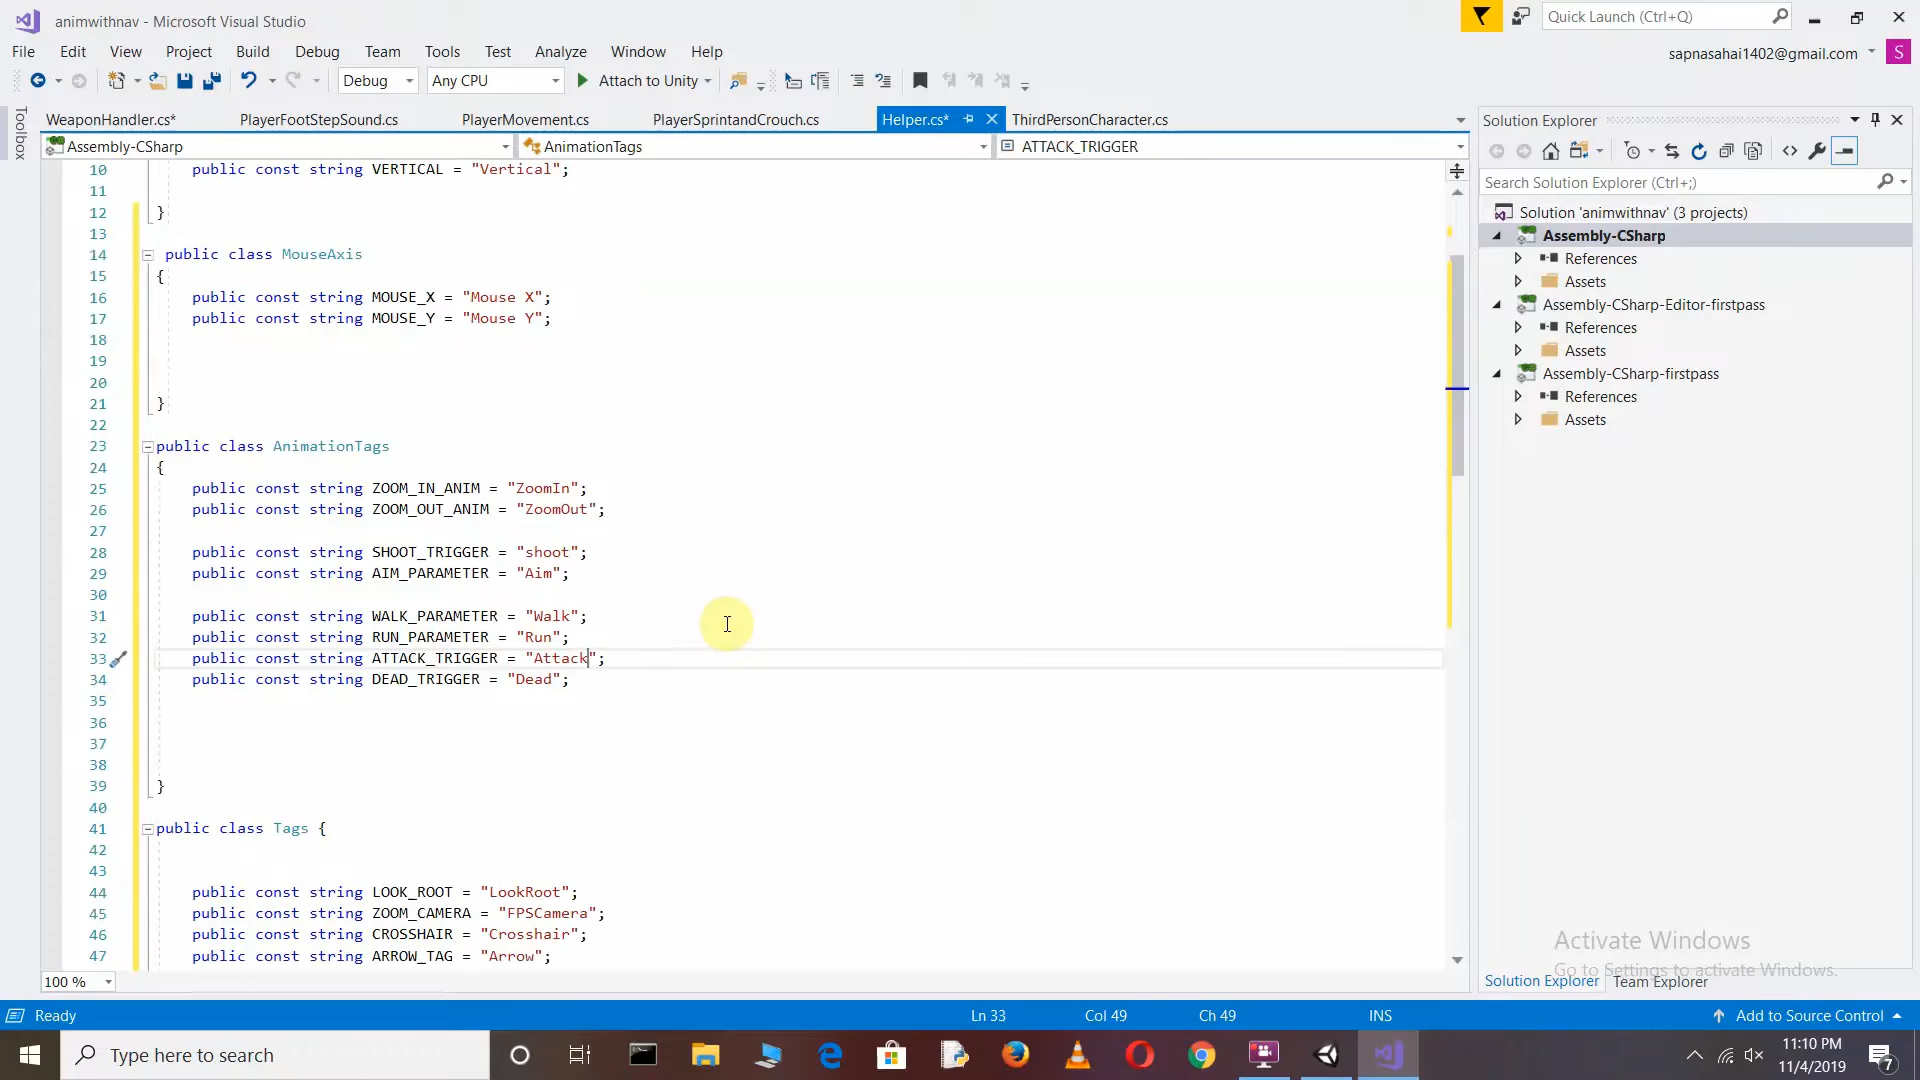 animwithnav - Microsoft Visual Studio
Quick Launch (Ctrl+Q)
File Edit View Project Build Debug Team Tools Test Analyze Window Help
sapnasahai1402@gmail.com S
Debug Any CPU Attach to Unity
Toolbox
WeaponHandler.cs* PlayerFootStepSound.cs PlayerMovement.cs PlayerSprintandCrouch.cs Helper.cs* ThirdPersonCharacter.cs
Assembly-CSharp AnimationTags ATTACK_TRIGGER
10 public const string VERTICAL = "Vertical";
11
12 }
13
14 public class MouseAxis
15 {
16 public const string MOUSE_X = "Mouse X";
17 public const string MOUSE_Y = "Mouse Y";
18
19
20
21 }
22
23 public class AnimationTags
24 {
25 public const string ZOOM_IN_ANIM = "ZoomIn";
26 public const string ZOOM_OUT_ANIM = "ZoomOut";
27
28 public const string SHOOT_TRIGGER = "shoot";
29 public const string AIM_PARAMETER = "Aim";
30
31 public const string WALK_PARAMETER = "Walk";
32 public const string RUN_PARAMETER = "Run";
33 public const string ATTACK_TRIGGER = "Attack";
34 public const string DEAD_TRIGGER = "Dead";
35
36
37
38
39 }
40
41 public class Tags {
42
43
44 public const string LOOK_ROOT = "LookRoot";
45 public const string ZOOM_CAMERA = "FPSCamera";
46 public const string CROSSHAIR = "Crosshair";
47 public const string ARROW_TAG = "Arrow";
100 %
Solution Explorer
Search Solution Explorer (Ctrl+;)
Solution 'animwithnav' (3 projects)
Assembly-CSharp
References
Assets
Assembly-CSharp-Editor-firstpass
References
Assets
Assembly-CSharp-firstpass
References
Assets
Activate Windows
Go to Settings to activate Windows.
Solution Explorer Team Explorer
Ready Ln 33 Col 49 Ch 49 INS Add to Source Control
Type here to search
11:10 PM
11/4/2019
7